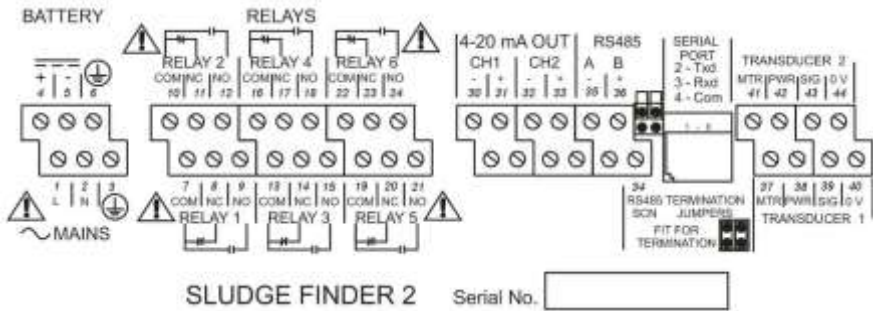 BATTERY
RELAYS
RELAY 2 RELAY 4 RELAY 6
COM NC NO COM NC NO COM NC NO
+ -
4 5 6 10 11 12 16 17 18 22 23 24
4-20 mA OUT RS485
CH1 CH2 A B
- + - + - +
30 31 32 33 35 36
SERIAL
PORT
2 - Txd
3 - Rxd
4 - Com
TRANSDUCER 2
MTR PWR SIG 0 V
41 42 43 44
1 - 6
1 2 3
L N
MAINS
7 8 9 13 14 15 19 20 21
COM NC NO COM NC NO COM NC NO
RELAY 1 RELAY 3 RELAY 5
34
RS485 TERMINATION
SCN JUMPERS
FIT FOR
TERMINATION
37 38 39 40
MTR PWR SIG 0 V
TRANSDUCER 1
SLUDGE FINDER 2 Serial No.